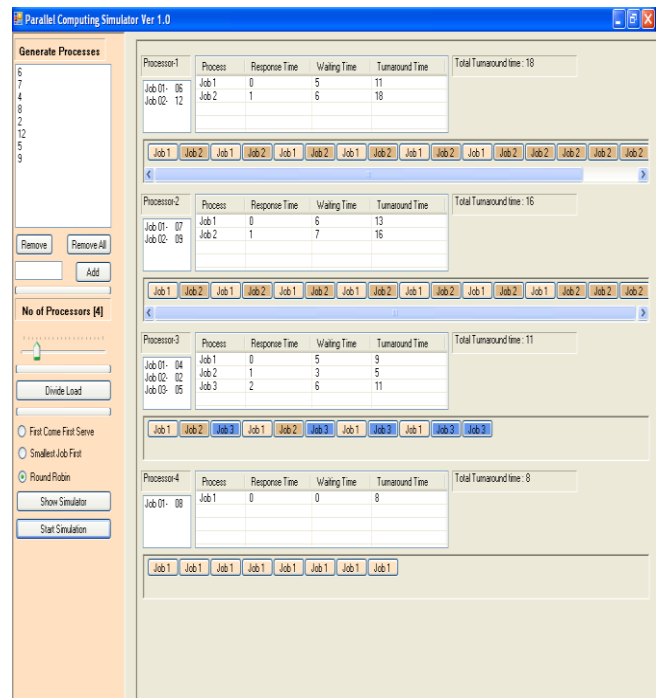 Parallel Computing Simulator Ver 1.0
Generate Processes
6
7
4
8
2
12
5
9
Remove Remove All
Add
No of Processors [4]
Divide Load
First Come First Serve
Smallest Job First
Round Robin
Show Simulator
Start Simulation
Processor-1
Job 01- 06
Job 02- 12
Process Response Time Waiting Time Turnaround Time
Job 1 0 5 11
Job 2 1 6 18
Total Turnaround time : 18
Job 1 Job 2 Job 1 Job 2 Job 1 Job 2 Job 1 Job 2 Job 1 Job 2 Job 1 Job 2 Job 2 Job 2 Job 2 Job 2
Processor-2
Job 01- 07
Job 02- 09
Process Response Time Waiting Time Turnaround Time
Job 1 0 6 13
Job 2 1 7 16
Total Turnaround time : 16
Job 1 Job 2 Job 1 Job 2 Job 1 Job 2 Job 1 Job 2 Job 1 Job 2 Job 1 Job 2 Job 1 Job 2 Job 2 Job 2
Processor-3
Job 01- 04
Job 02- 02
Job 03- 05
Process Response Time Waiting Time Turnaround Time
Job 1 0 5 9
Job 2 1 3 5
Job 3 2 6 11
Total Turnaround time : 11
Job 1 Job 2 Job 3 Job 1 Job 2 Job 3 Job 1 Job 3 Job 1 Job 3 Job 3
Processor-4
Job 01- 08
Process Response Time Waiting Time Turnaround Time
Job 1 0 0 8
Total Turnaround time : 8
Job 1 Job 1 Job 1 Job 1 Job 1 Job 1 Job 1 Job 1